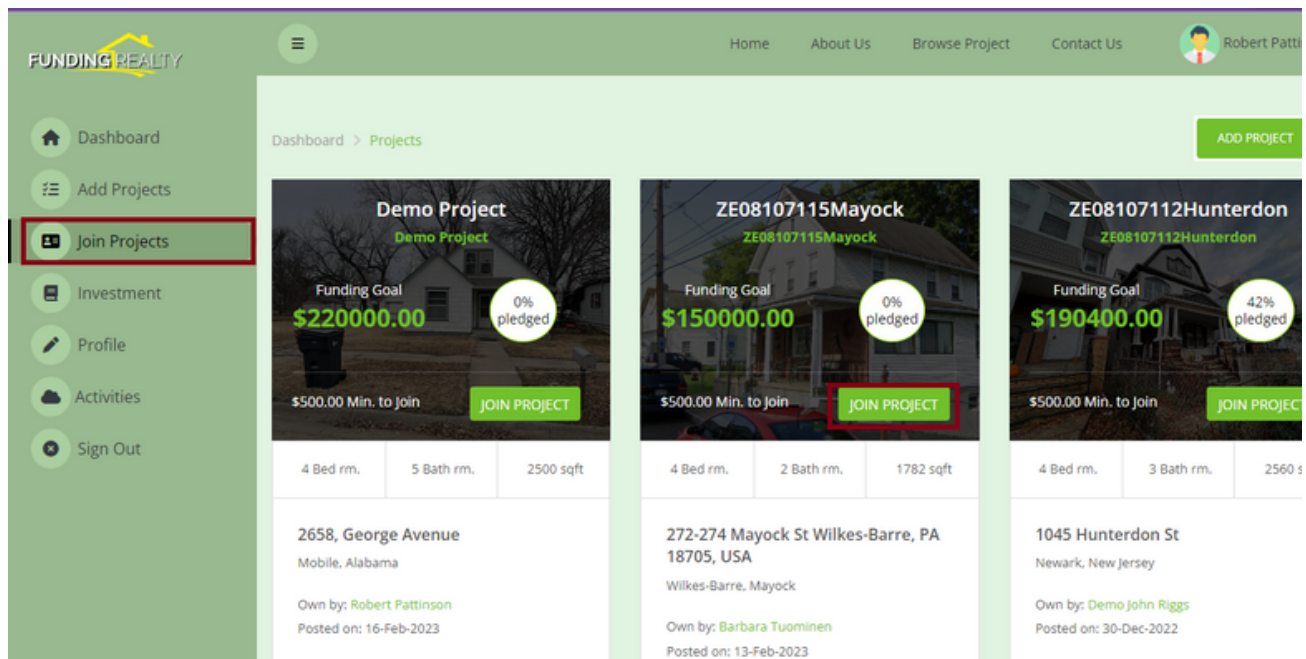 FUNDING REALTY
Home About Us Browse Project Contact Us Robert Patti
Dashboard
Add Projects
Join Projects
Investment
Profile
Activities
Sign Out
Dashboard > Projects
ADD PROJECT
Demo Project
Demo Project
Funding Goal
$220000.00
0%
pledged
$500.00 Min. to Join
JOIN PROJECT
4 Bed rm. 5 Bath rm. 2500 sqft
2658, George Avenue
Mobile, Alabama
Own by: Robert Pattinson
Posted on: 16-Feb-2023
ZE08107115Mayock
ZE08107115Mayock
Funding Goal
$150000.00
0%
pledged
$500.00 Min. to Join
JOIN PROJECT
4 Bed rm. 2 Bath rm. 1782 sqft
272-274 Mayock St Wilkes-Barre, PA
18705, USA
Wilkes-Barre, Mayock
Own by: Barbara Tuominen
Posted on: 13-Feb-2023
ZE08107112Hunterdon
ZE08107112Hunterdon
Funding Goal
$190400.00
42%
pledged
$500.00 Min. to Join
JOIN PROJECT
4 Bed rm. 3 Bath rm. 2560 s
1045 Hunterdon St
Newark, New Jersey
Own by: Demo John Riggs
Posted on: 30-Dec-2022